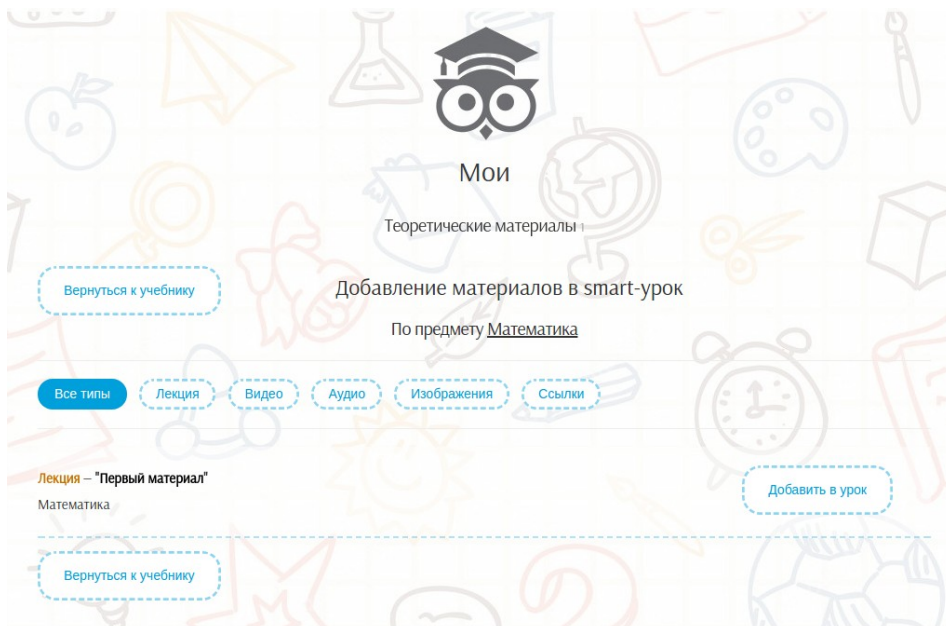 Мои
Теоретические материалы 1
Вернуться к учебнику
Добавление материалов в smart-урок
По предмету Математика
Все типы Лекция Видео Аудио Изображения Ссылки
Лекция – "Первый материал"
Математика
Добавить в урок
Вернуться к учебнику